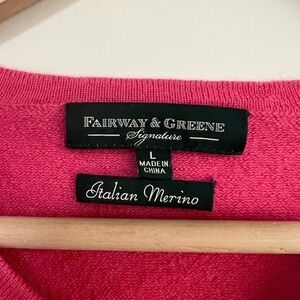 FAIRWAY & GREENE
Signature
L
MADE IN
CHINA
Italian Merino